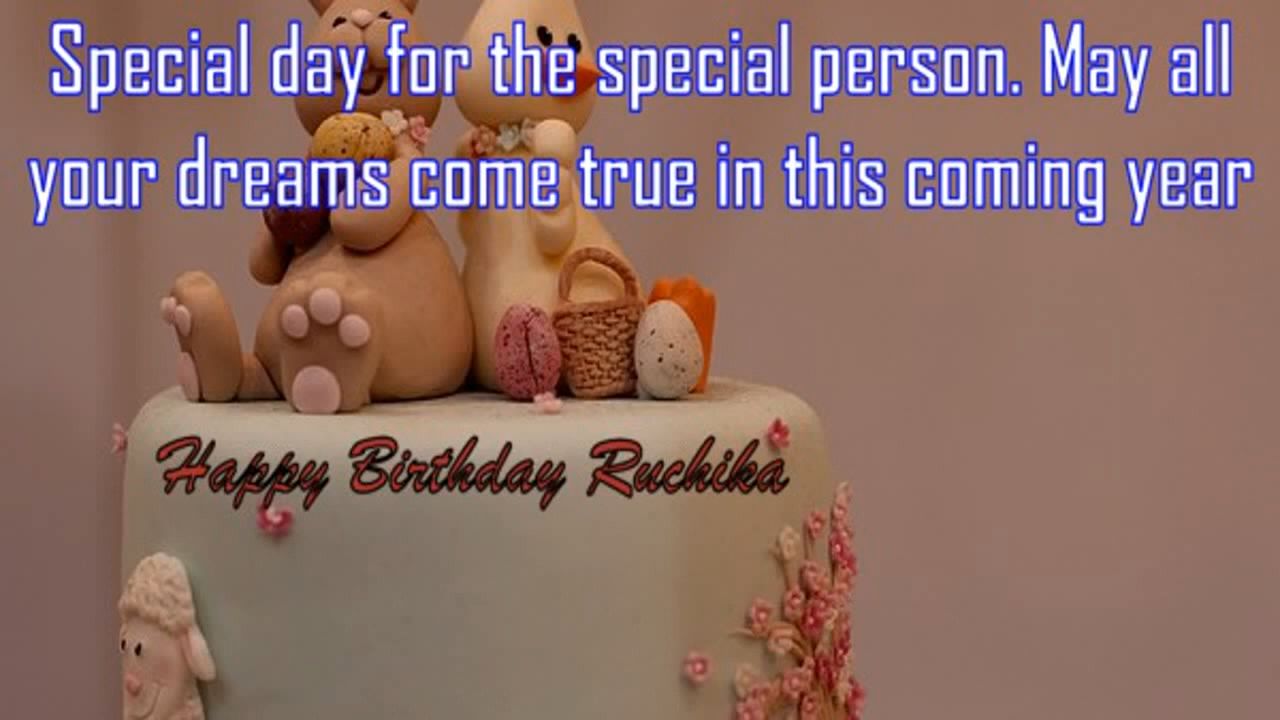 Special day for the special person. May all
your dreams come true in this coming year
Happy Birthday Ruchika